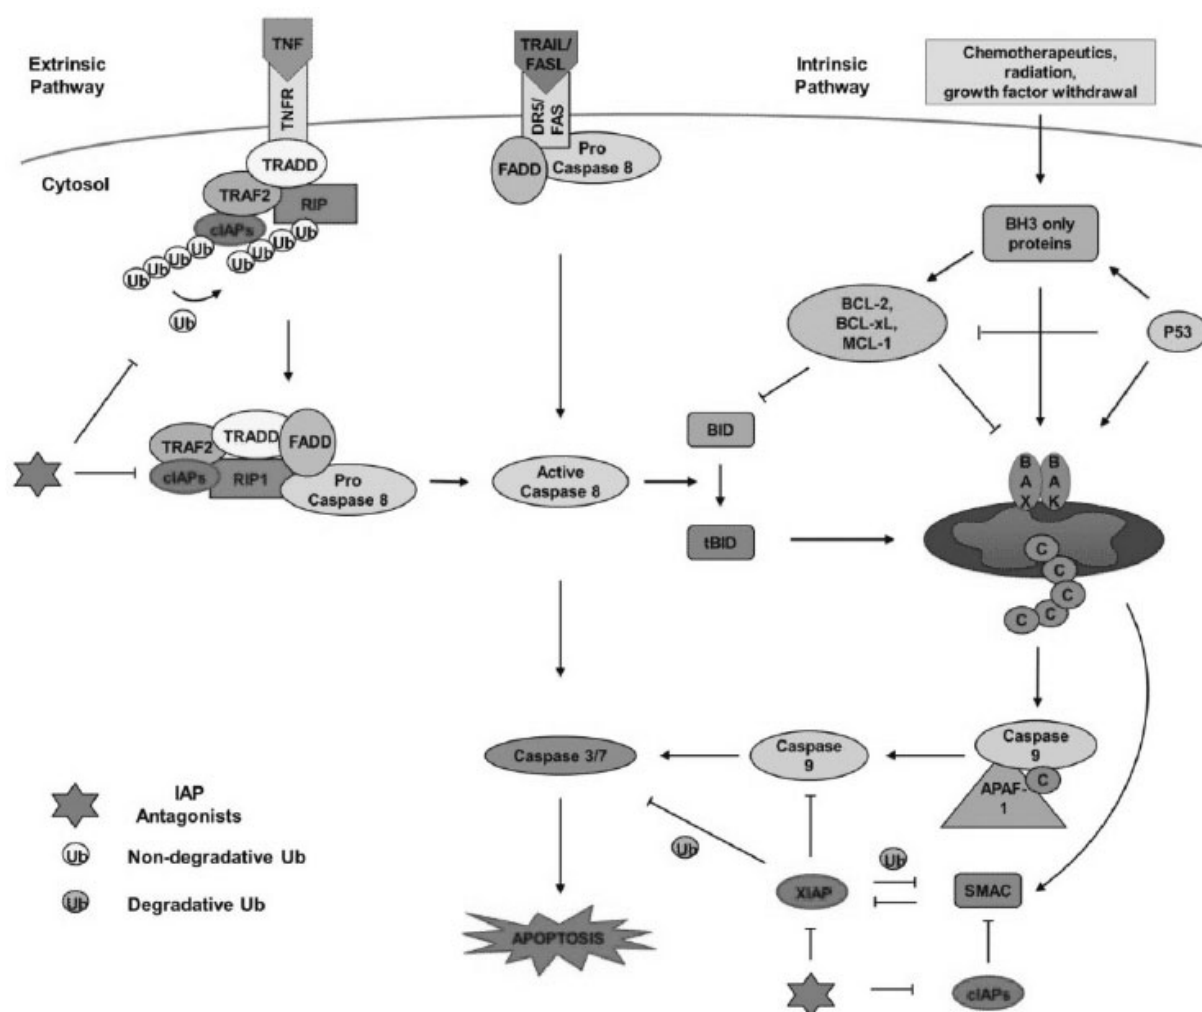 Extrinsic
Pathway
TNF
TNFR
TRAIL/
FASL
DR5/
FAS
Intrinsic
Pathway
Chemotherapeutics,
radiation,
growth factor withdrawal
Cytosol
TRADD
TRAF2
RIP
cIAPs
Ub
Ub
Ub
Ub
Ub
Ub
Ub
Ub
Ub
FADD
Pro
Caspase 8
BH3 only
proteins
BCL-2,
BCL-xL,
MCL-1
P53
TRAF2
TRADD
FADD
cIAPs
RIP1
Pro
Caspase 8
Active
Caspase 8
BID
tBID
BAX
BAK
C
C
C
C
C
Caspase 3/7
Caspase
9
Caspase
9
C
APAF-
1
IAP
Antagonists
Ub
Non-degradative Ub
Ub
Degradative Ub
Ub
Ub
XIAP
SMAC
APOPTOSIS
cIAPs